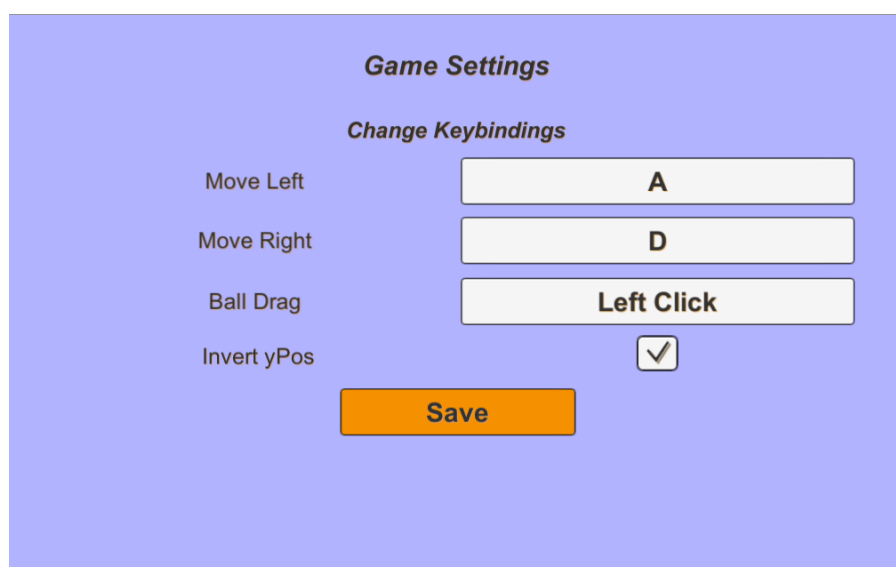 Game Settings
Change Keybindings
Move Left A
Move Right D
Ball Drag Left Click
Invert yPos
Save